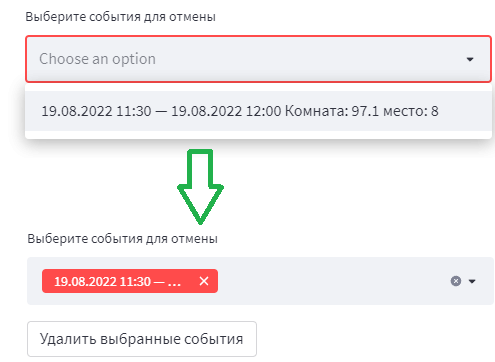 Выберите события для отмены
Choose an option
19.08.2022 11:30 — 19.08.2022 12:00 Комната: 97.1 место: 8
Выберите события для отмены
19.08.2022 11:30 — ...
Удалить выбранные события